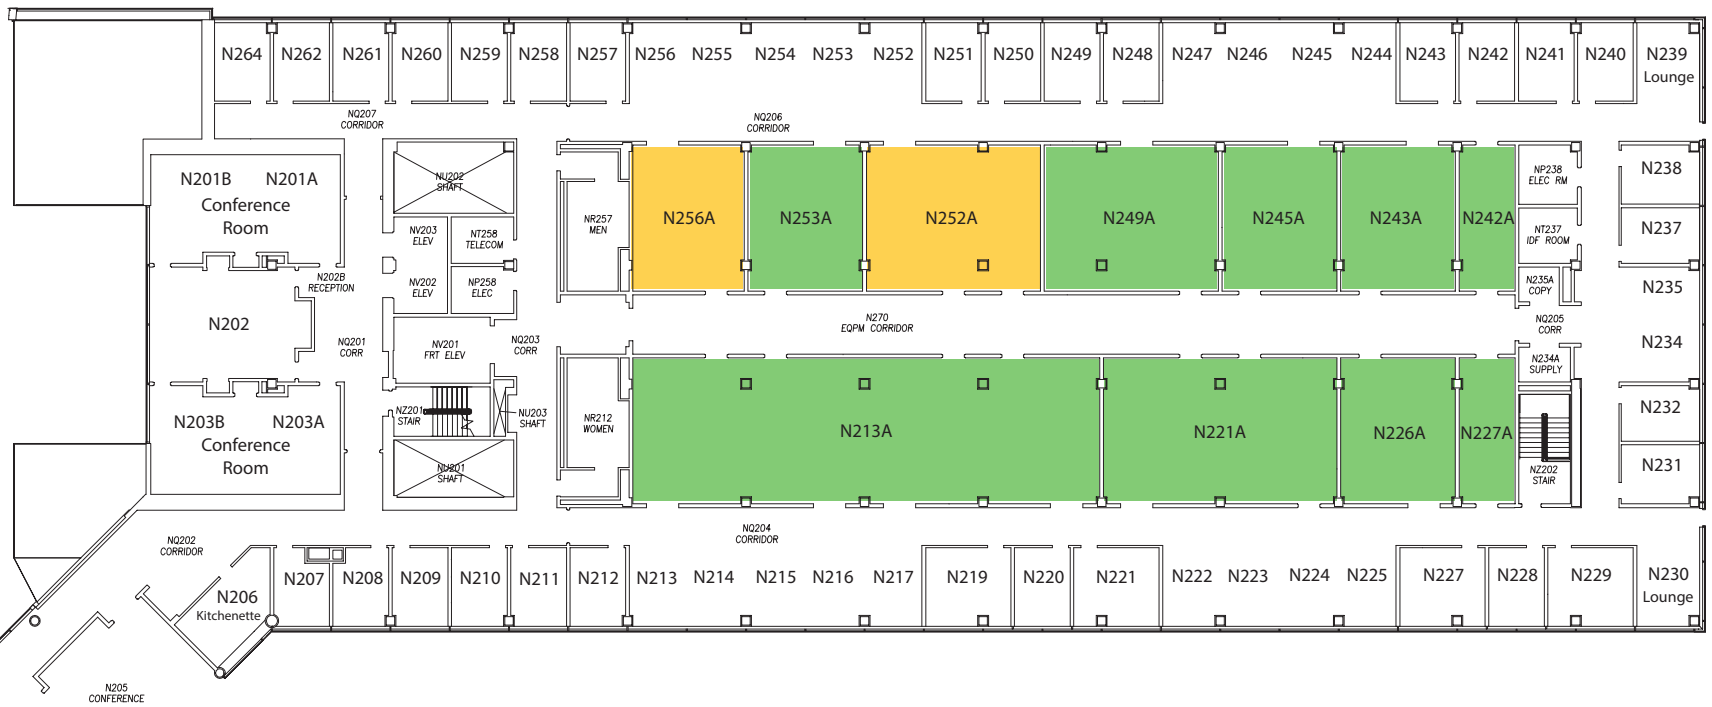 N264 N262 N261 N260 N259 N258 N257 N256 N255 N254 N253 N252 N251 N250 N249 N248 N247 N246 N245 N244 N243 N242 N241 N240 N239
Lounge
NQ207
CORRIDOR
NQ206
CORRIDOR
N201B N201A
Conference
Room
NU202
SHAFT
NR257
MEN
N256A N253A N252A N249A N245A N243A N242A
NP238
ELEC RM
N238
NV203
ELEV
NT258
TELECOM
NT237
IDF ROOM
N237
N202B
RECEPTION
NV202
ELEV
NP258
ELEC
N235A
COPY
N235
N202
NQ201
CORR
NV201
FRT ELEV
NQ203
CORR
N270
EQPM CORRIDOR
NQ205
CORR
N234
N234A
SUPPLY
N203B N203A
Conference
Room
NZ201
STAIR
NU203
SHAFT
NR212
WOMEN
N213A N221A N226A N227A
N232
NU201
SHAFT
NZ202
STAIR
N231
NQ202
CORRIDOR
NQ204
CORRIDOR
N206
Kitchenette
N207 N208 N209 N210 N211 N212 N213 N214 N215 N216 N217 N219 N220 N221 N222 N223 N224 N225 N227 N228 N229 N230
Lounge
N205
CONFERENCE